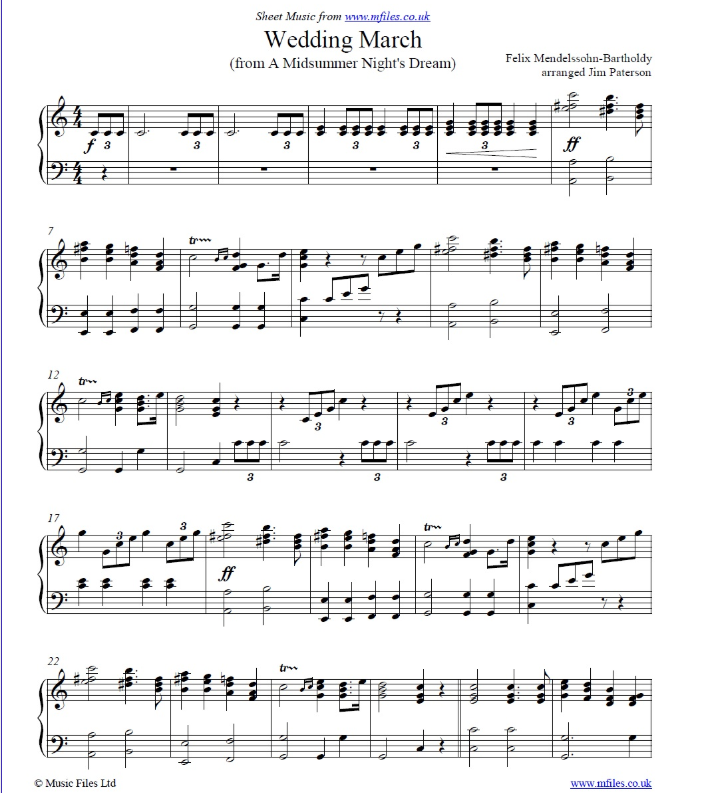 Sheet Music from www.mfiles.co.uk
Wedding March
(from A Midsummer Night's Dream)
Felix Mendelssohn-Bartholdy
arranged Jim Paterson
4
4
4
4
f 3 3 3 3 3 3
ff
7
tr
12
tr
3 3 3
3 3 3
17
3 3
ff
tr
22
tr
© Music Files Ltd
www.mfiles.co.uk